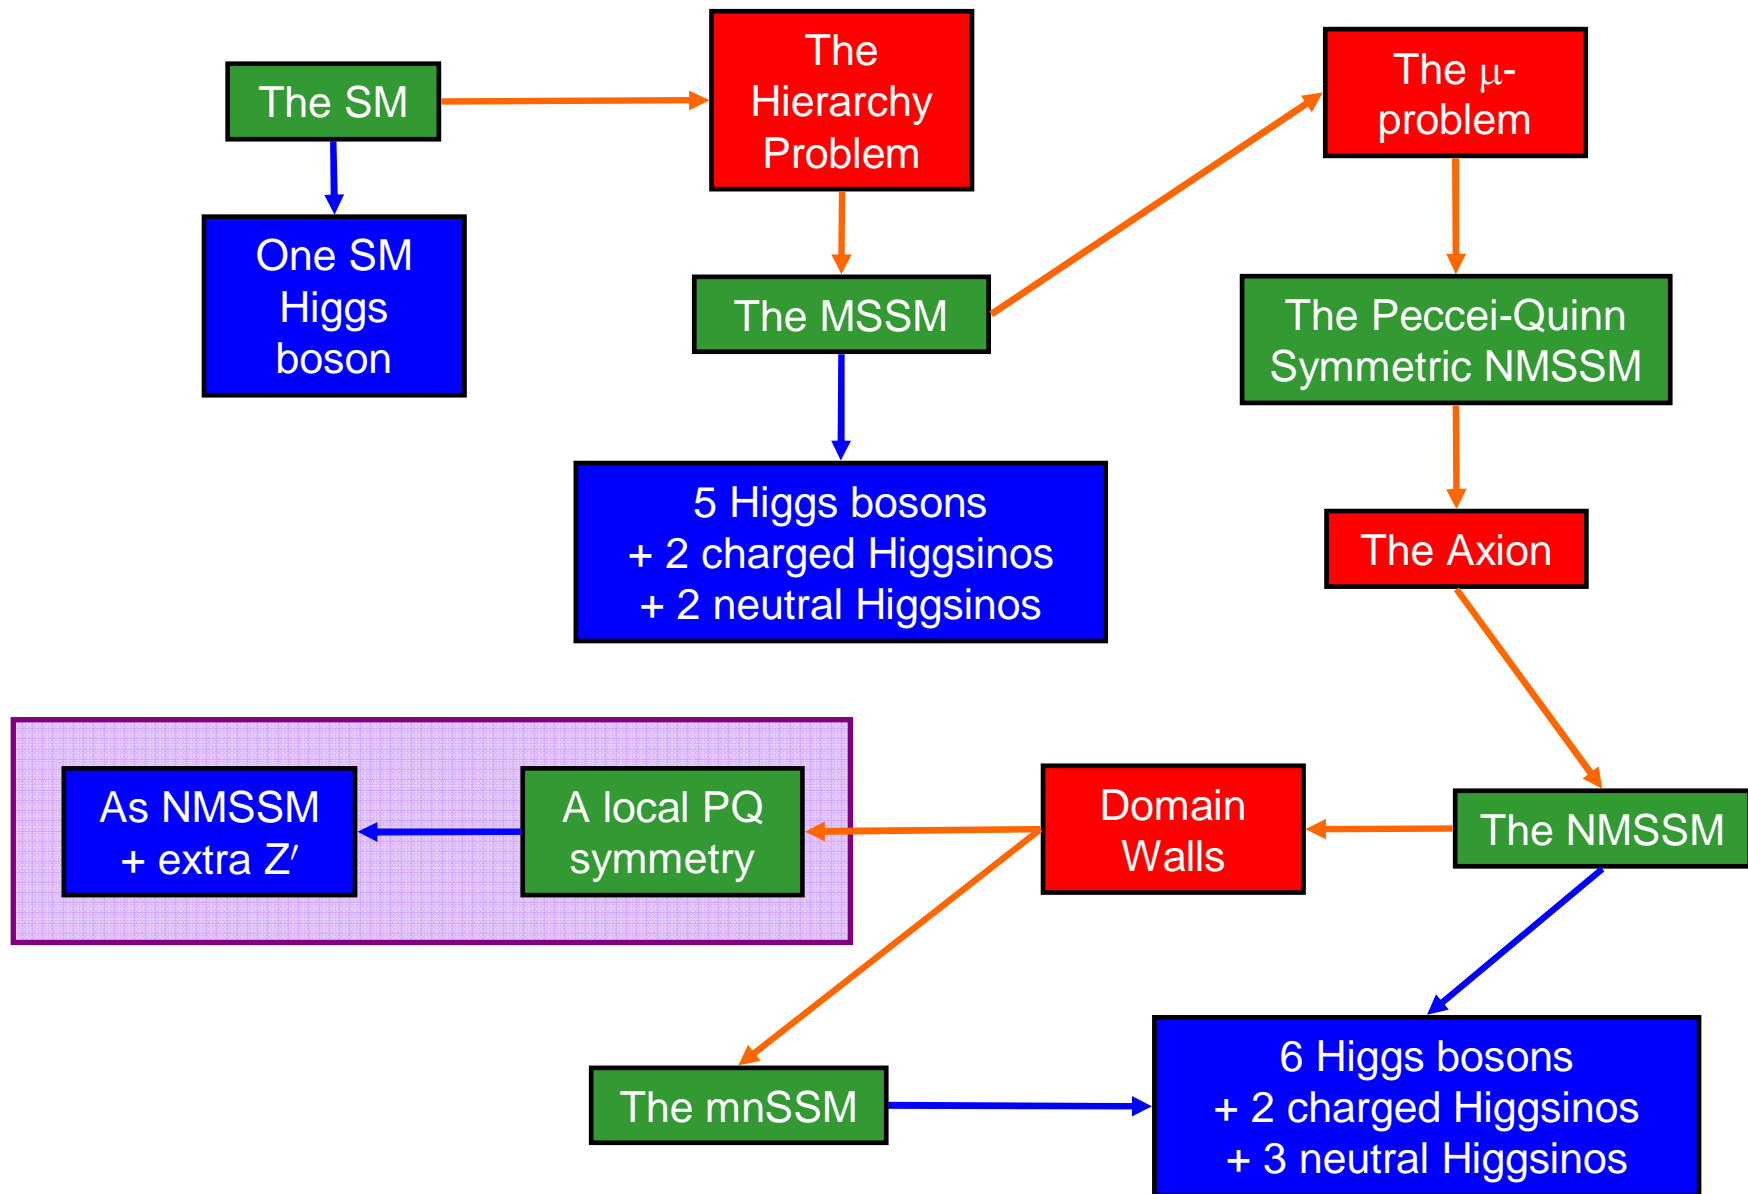 The SM
The
Hierarchy
Problem
The μ-
problem
One SM
Higgs
boson
The MSSM
The Peccei-Quinn
Symmetric NMSSM
5 Higgs bosons
+ 2 charged Higgsinos
+ 2 neutral Higgsinos
The Axion
As NMSSM
+ extra Z′
A local PQ
symmetry
Domain
Walls
The NMSSM
The mnSSM
6 Higgs bosons
+ 2 charged Higgsinos
+ 3 neutral Higgsinos